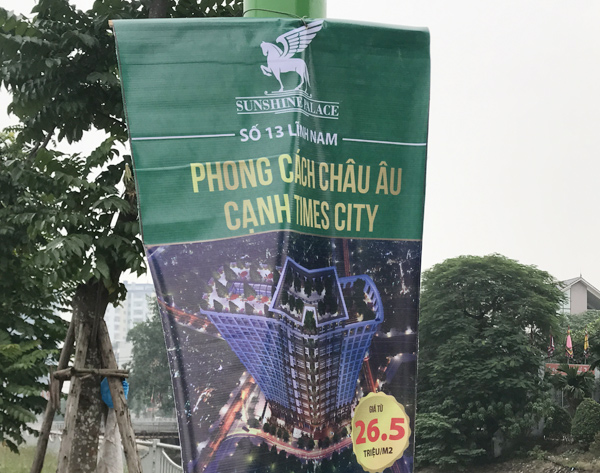 SUNSHINE PALACE
SỐ 13 LĨNH NAM
PHONG CÁCH CHÂU ÂU
CẠNH TIMES CITY
GIÁ TỪ
26.5
TRIỆU/M2